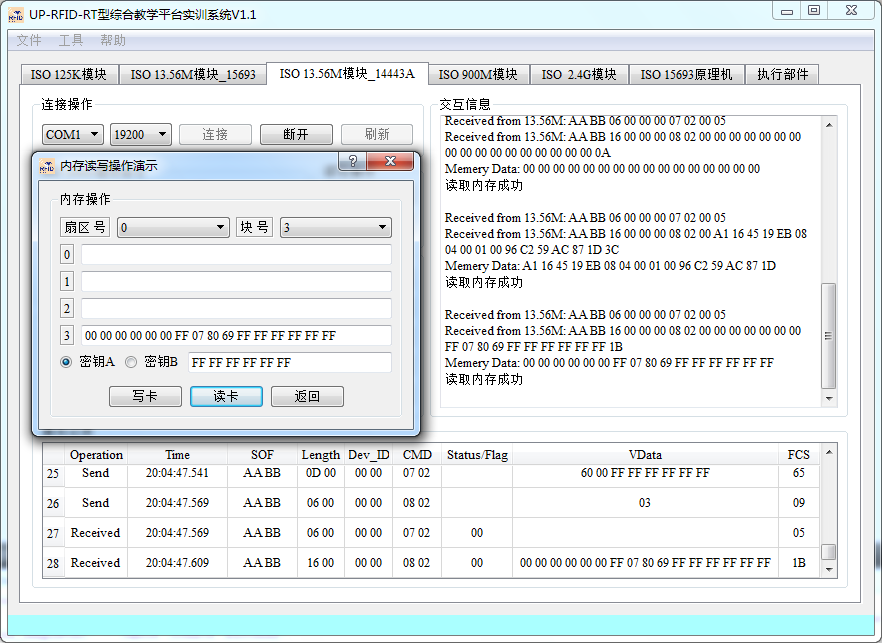 UP-RFID-RT型综合教学平台实训系统V1.1
文件 工具 帮助
ISO 125K模块 ISO 13.56M模块_15693 ISO 13.56M模块_14443A ISO 900M模块 ISO 2.4G模块 ISO 15693原理机 执行部件
连接操作
COM1 19200 连接 断开 刷新
内存读写操作演示
内存操作
扇区号 0 块号 3
0
1
2
3 00 00 00 00 00 00 FF 07 80 69 FF FF FF FF FF FF
密钥A 密钥B FF FF FF FF FF FF
写卡 读卡 返回
交互信息
Received from 13.56M: AA BB 06 00 00 00 07 02 00 05
Received from 13.56M: AA BB 16 00 00 00 08 02 00 00 00 00 00 00 00
00 00 00 00 00 00 00 00 00 00 0A
Memery Data: 00 00 00 00 00 00 00 00 00 00 00 00 00 00 00 00
读取内存成功
Received from 13.56M: AA BB 06 00 00 00 07 02 00 05
Received from 13.56M: AA BB 16 00 00 00 08 02 00 A1 16 45 19 EB 08
04 00 01 00 96 C2 59 AC 87 1D 3C
Memery Data: A1 16 45 19 EB 08 04 00 01 00 96 C2 59 AC 87 1D
读取内存成功
Received from 13.56M: AA BB 06 00 00 00 07 02 00 05
Received from 13.56M: AA BB 16 00 00 00 08 02 00 00 00 00 00 00 00
FF 07 80 69 FF FF FF FF FF FF 1B
Memery Data: 00 00 00 00 00 00 FF 07 80 69 FF FF FF FF FF FF
读取内存成功
Operation Time SOF Length Dev_ID CMD Status/Flag VData FCS
25 Send 20:04:47.541 AA BB 0D 00 00 00 07 02 60 00 FF FF FF FF FF FF 65
26 Send 20:04:47.569 AA BB 06 00 00 00 08 02 03 09
27 Received 20:04:47.569 AA BB 06 00 00 00 07 02 00 05
28 Received 20:04:47.609 AA BB 16 00 00 00 08 02 00 00 00 00 00 00 00 FF 07 80 69 FF FF FF FF FF FF 1B